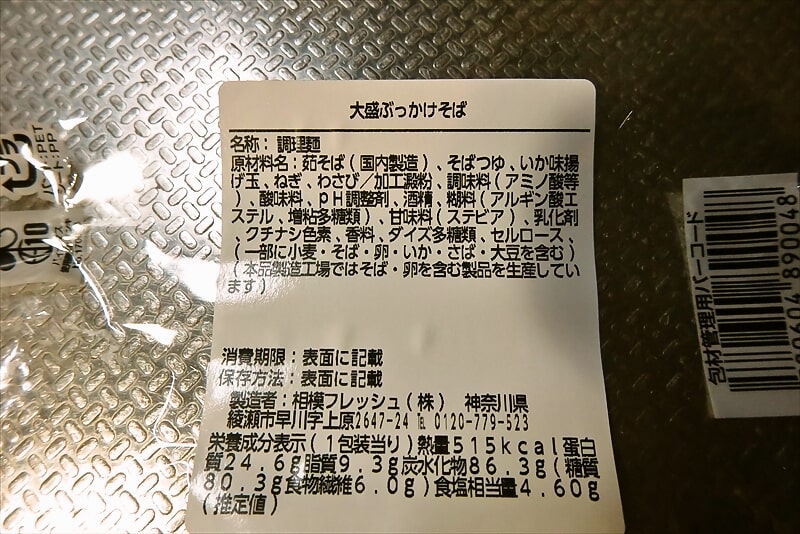 大盛ぶっかけそば
名称：調理麺
原材料名：茹そば（国内製造）、そばつゆ、いか味揚
げ玉、ねぎ、わさび／加工澱粉、調味料（アミノ酸等
）、酸味料、ｐＨ調整剤、酒精、糊料（アルギン酸エ
ステル、増粘多糖類）、甘味料（ステビア）、乳化剤
、クチナシ色素、香料、ダイズ多糖類、セルロース、
（一部に小麦・そば・卵・いか・さば・大豆を含む）
（本品製造工場ではそば・卵を含む製品を生産してい
ます）
消費期限：表面に記載
保存方法：表面に記載
製造者：相模フレッシュ（株）　神奈川県
綾瀬市早川字上原2647-24 ℡ 0120-779-523
栄養成分表示（１包装当り）熱量５１５ｋｃａｌ蛋白
質２４.６ｇ脂質９.３ｇ炭水化物８６.３ｇ（糖質
８０.３ｇ食物繊維６.０ｇ）食塩相当量４.６０ｇ
（推定値）
包材管理用バーコード